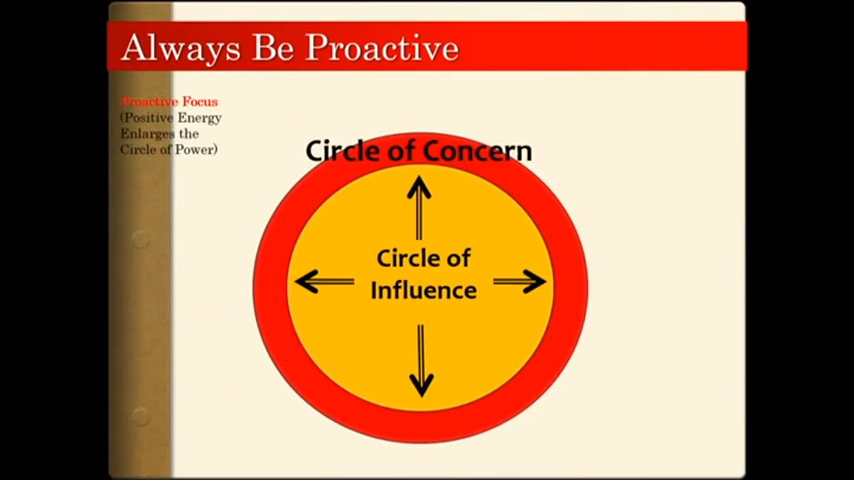 Always Be Proactive
Proactive Focus
(Positive Energy
Enlarges the
Circle of Power)
Circle of Concern
Circle of
Influence